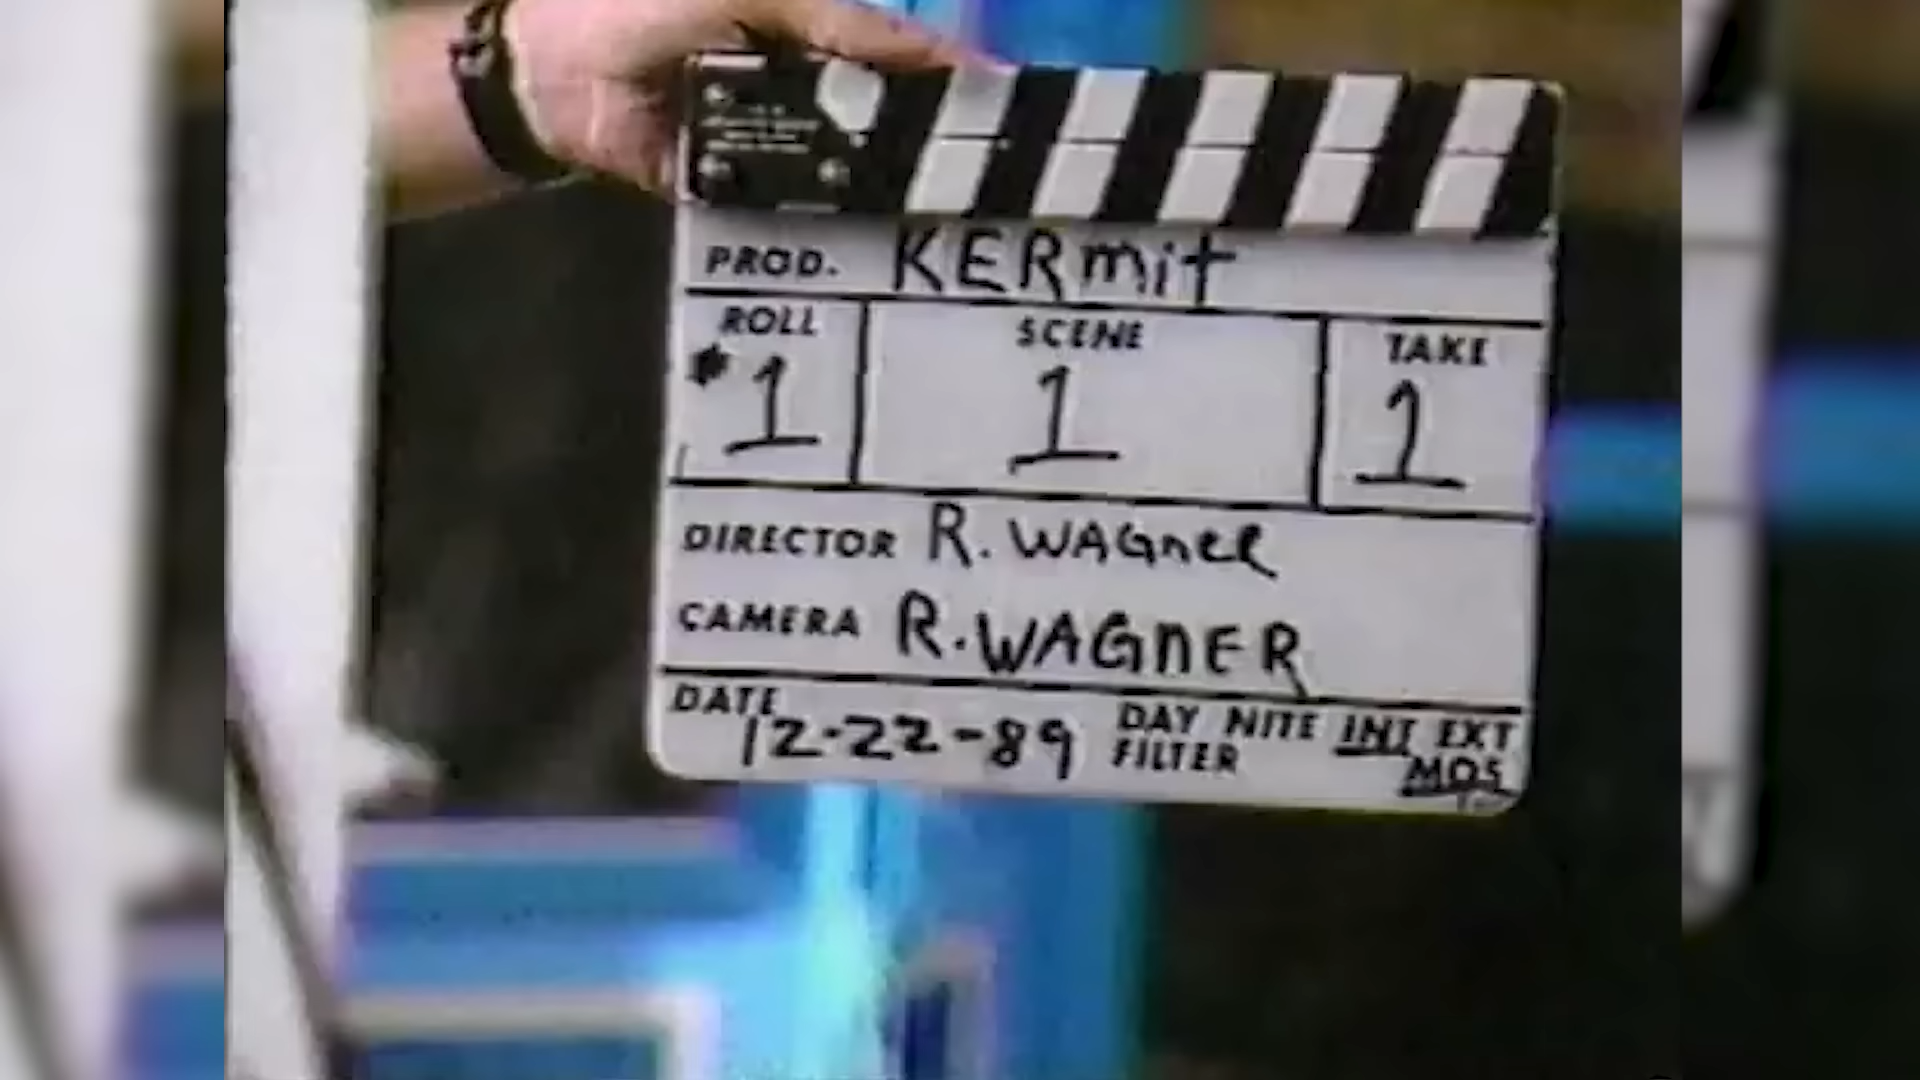 PROD. KERmit
ROLL SCENE TAKE
#1 1 1
DIRECTOR R. WAGNER
CAMERA R. WAGNER
DATE 12-22-89 DAY NITE INT EXT
FILTER MOS